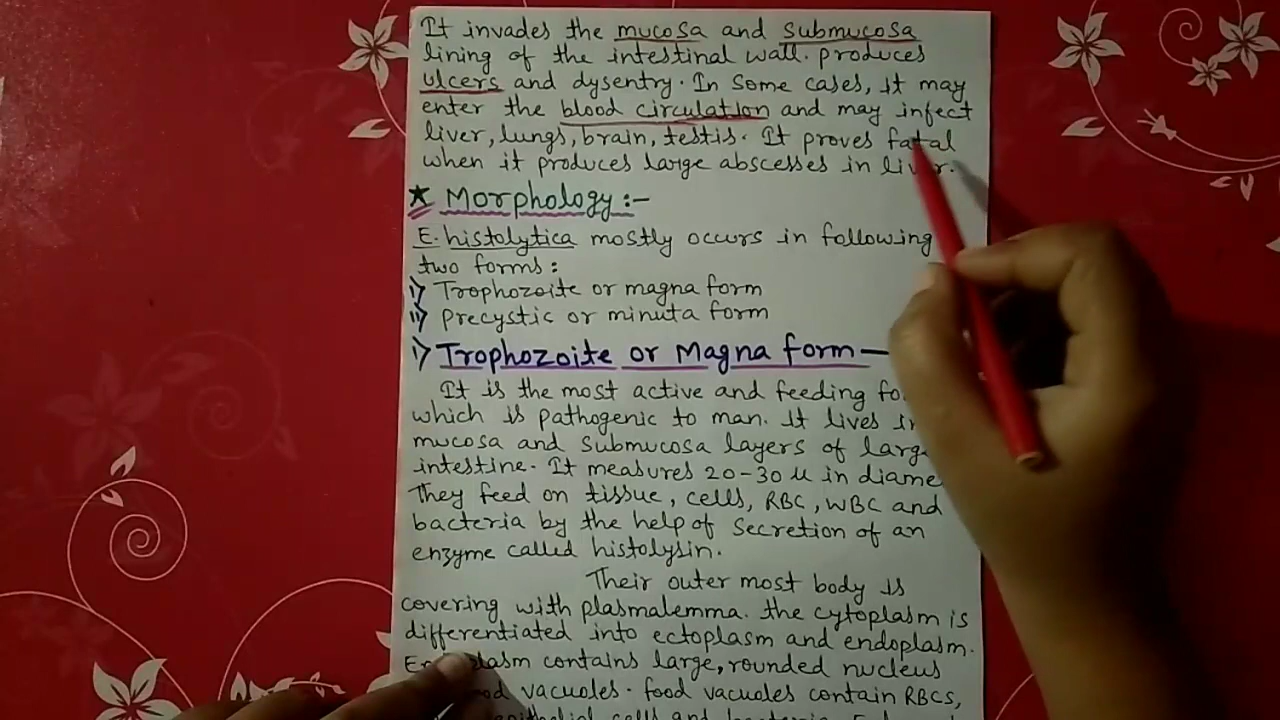 It invades the mucosa and submucosa
lining of the intestinal wall. produces
ulcers and dysentry. In some cases, it may
enter the blood circulation and may infect
liver, lungs, brain, testis. It proves fatal
when it produces large abscesses in liver.
★ Morphology :-
E. histolytica mostly occurs in following
two forms :
i) Trophozoite or magna form
ii) Precystic or minuta form
i) Trophozoite or Magna form —
It is the most active and feeding
which is pathogenic to man. It lives
mucosa and submucosa layers of
intestine. It measures 20-30 μ in
They feed on tissue, cells, RBC, WBC and
bacteria by the help of secretion of an
enzyme called histolysin.
Their outer most body is
covering with plasmalemma. the cytoplasm is
differentiated into ectoplasm and endoplasm.
contains large, rounded nucleus
vacuoles. food vacuoles contain RBCs,
cells and